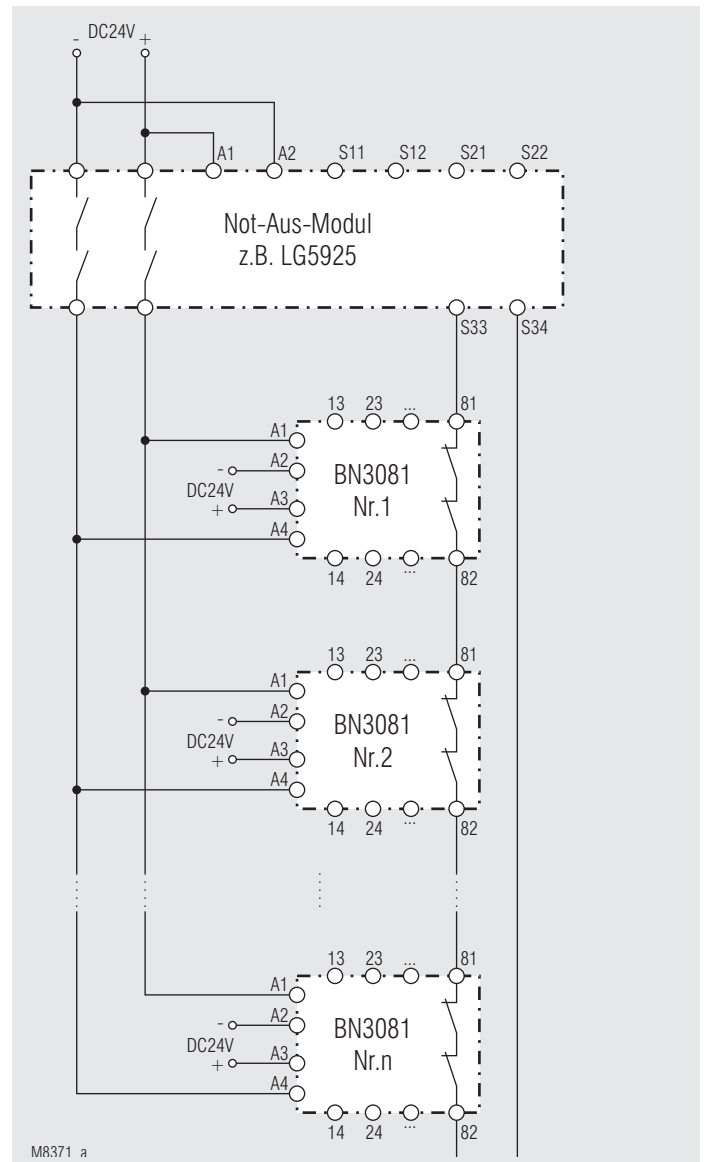 - DC24V +
A1 A2 S11 S12 S21 S22
Not-Aus-Modul
z.B. LG5925
S33 S34
13 23 ... 81
A1
A2
A3
A4
- DC24V +
BN3081
Nr.1
14 24 ... 82
13 23 ... 81
A1
A2
A3
A4
- DC24V +
BN3081
Nr.2
14 24 ... 82
13 23 ... 81
A1
A2
A3
A4
- DC24V +
BN3081
Nr.n
14 24 ... 82
M8371_a